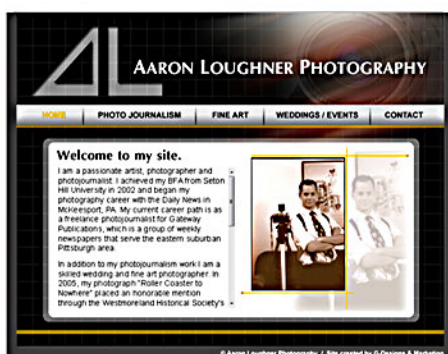 AL
AARON LOUGHNER PHOTOGRAPHY
HOME
PHOTO JOURNALISM
FINE ART
WEDDINGS / EVENTS
CONTACT
Welcome to my site.
I am a passionate artist, photographer and
photojournalist. I achieved my BFA from Seton
Hill University in 2002 and began my
photography career with the Daily News in
McKeesport, PA. My current career path is as
a freelance photojournalist for Gateway
Publications, which is a group of weekly
newspapers that serve the eastern suburban
Pittsburgh area.
In addition to my photojournalism work I am a
skilled wedding and fine art photographer. In
2005, my photograph "Roller Coaster to
Nowhere" placed an honorable mention
through the Westmoreland Historical Society's
© Aaron Loughner Photography / Site created by G-Designs & Marketing